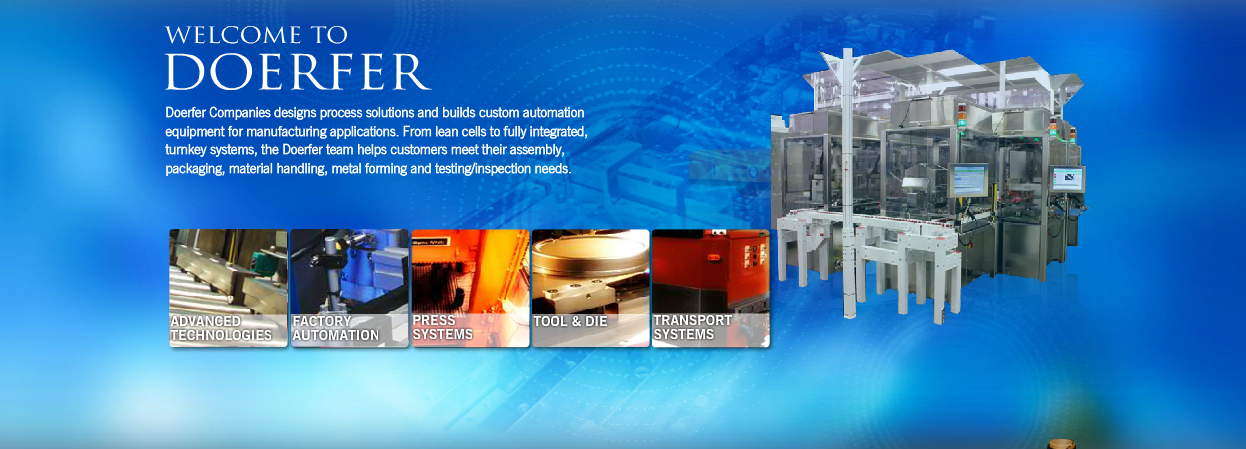 WELCOME TO
DOERFER
Doerfer Companies designs process solutions and builds custom automation
equipment for manufacturing applications. From lean cells to fully integrated,
turnkey systems, the Doerfer team helps customers meet their assembly,
packaging, material handling, metal forming and testing/inspection needs.
ADVANCED
TECHNOLOGIES
FACTORY
AUTOMATION
PRESS
SYSTEMS
TOOL & DIE
TRANSPORT
SYSTEMS